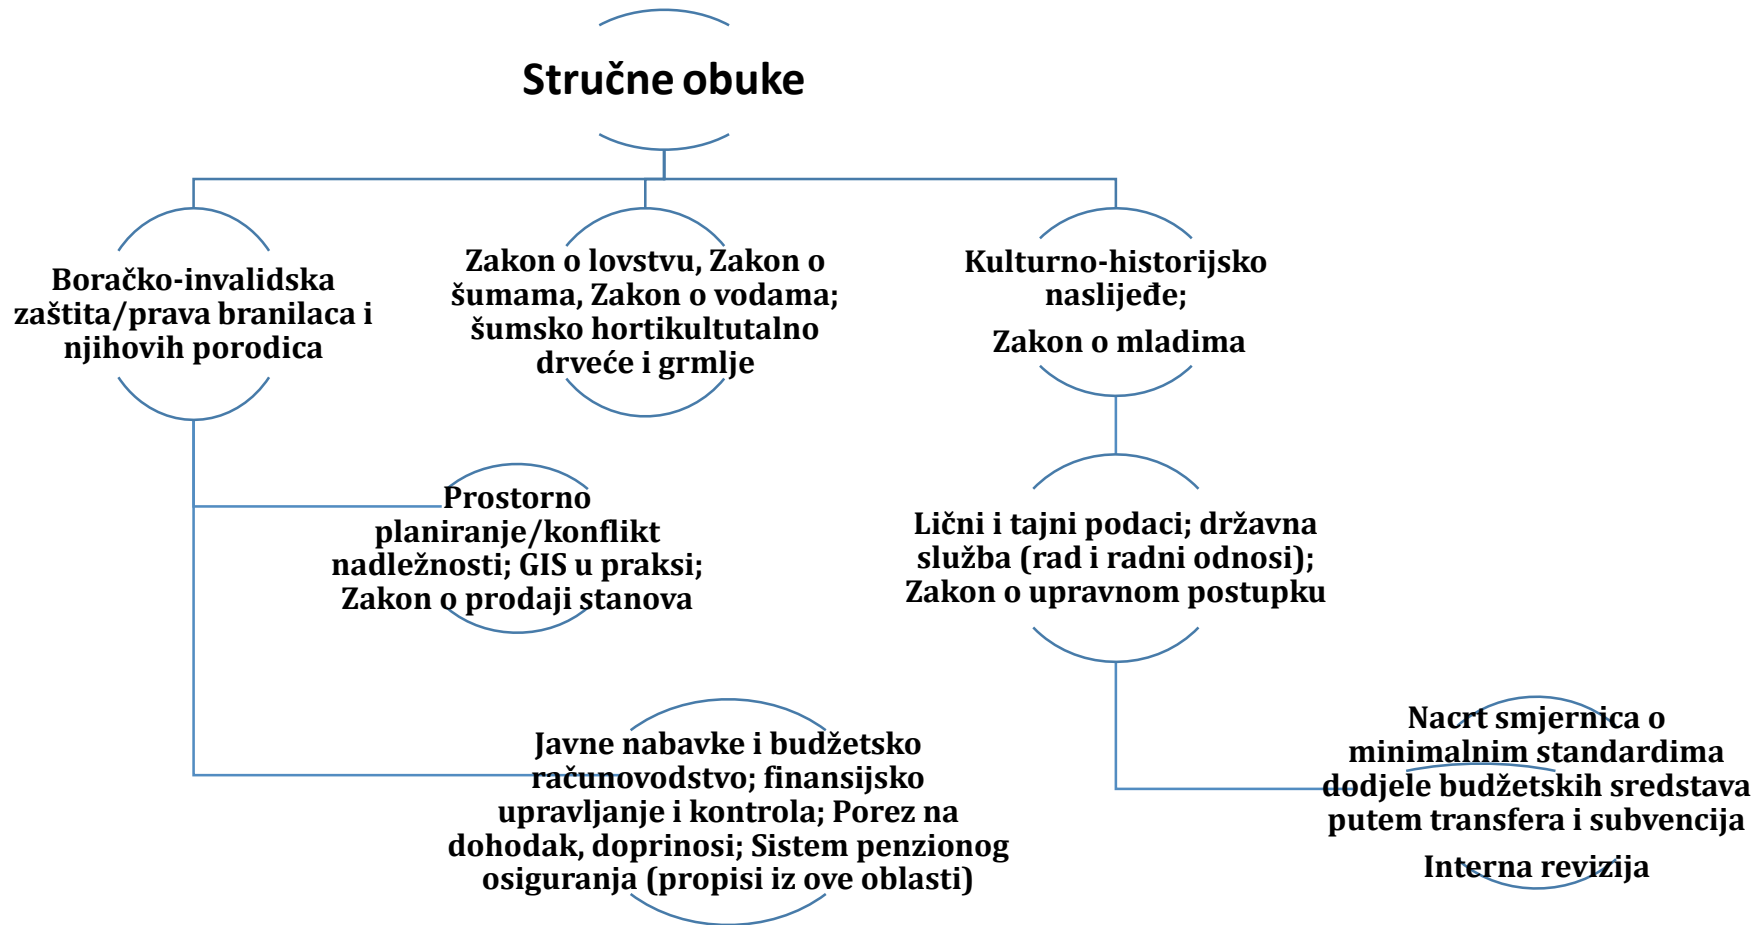 Stručne obuke
Boračko-invalidska
zaštita/prava branilaca i
njihovih porodica
Zakon o lovstvu, Zakon o
šumama, Zakon o vodama;
šumsko hortikultutalno
drveće i grmlje
Kulturno-historijsko
naslijeđe;
Zakon o mladima
Prostorno
planiranje/konflikt
nadležnosti; GIS u praksi;
Zakon o prodaji stanova
Lični i tajni podaci; državna
služba (rad i radni odnosi);
Zakon o upravnom postupku
Javne nabavke i budžetsko
računovodstvo; finansijsko
upravljanje i kontrola; Porez na
dohodak, doprinosi; Sistem penzionog
osiguranja (propisi iz ove oblasti)
Nacrt smjernica o
minimalnim standardima
dodjele budžetskih sredstava
putem transfera i subvencija
Interna revizija